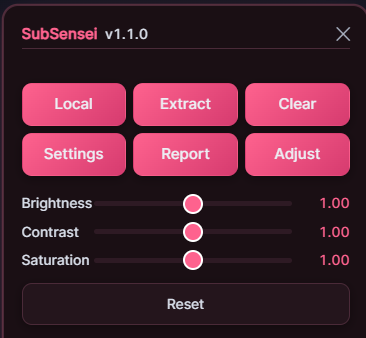 SubSensei v1.1.0
Local Extract Clear
Settings Report Adjust
Brightness 1.00
Contrast 1.00
Saturation 1.00
Reset